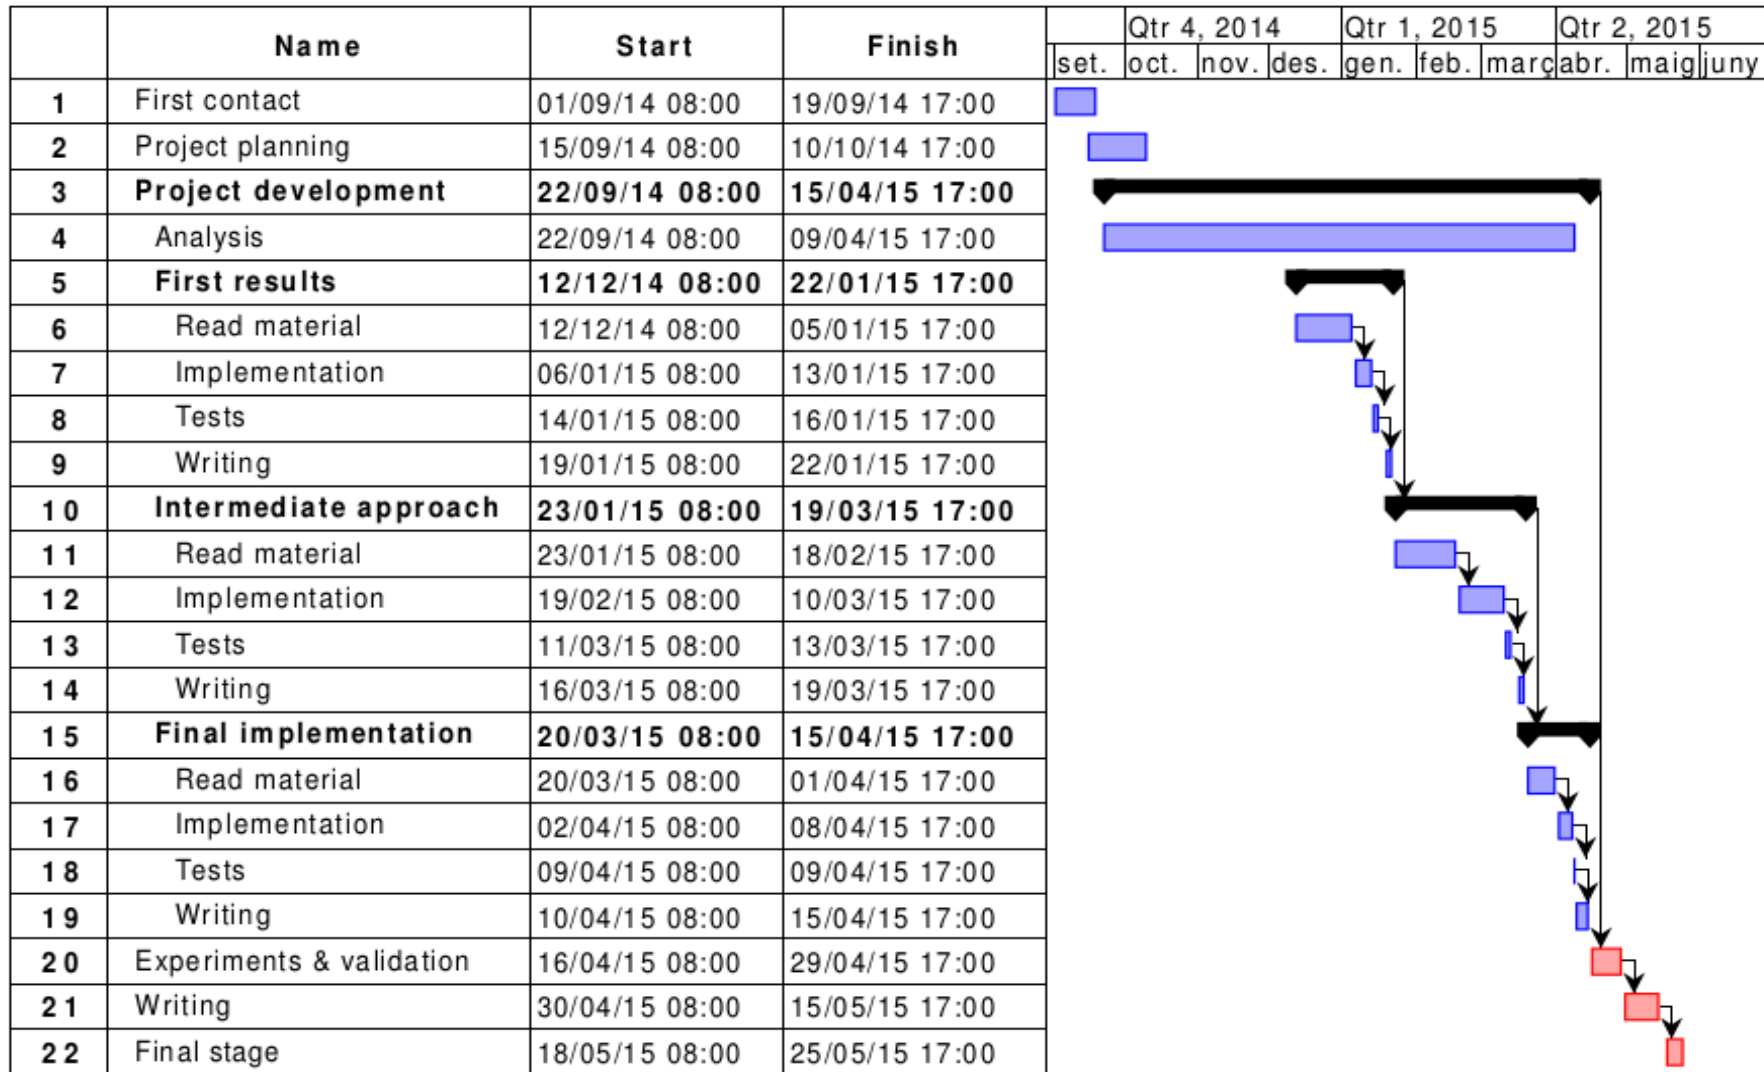 Name Start Finish Qtr 4, 2014 Qtr 1, 2015 Qtr 2, 2015
set. oct. nov. des. gen. feb. març abr. maig juny
1 First contact 01/09/14 08:00 19/09/14 17:00
2 Project planning 15/09/14 08:00 10/10/14 17:00
3 Project development 22/09/14 08:00 15/04/15 17:00
4 Analysis 22/09/14 08:00 09/04/15 17:00
5 First results 12/12/14 08:00 22/01/15 17:00
6 Read material 12/12/14 08:00 05/01/15 17:00
7 Implementation 06/01/15 08:00 13/01/15 17:00
8 Tests 14/01/15 08:00 16/01/15 17:00
9 Writing 19/01/15 08:00 22/01/15 17:00
10 Intermediate approach 23/01/15 08:00 19/03/15 17:00
11 Read material 23/01/15 08:00 18/02/15 17:00
12 Implementation 19/02/15 08:00 10/03/15 17:00
13 Tests 11/03/15 08:00 13/03/15 17:00
14 Writing 16/03/15 08:00 19/03/15 17:00
15 Final implementation 20/03/15 08:00 15/04/15 17:00
16 Read material 20/03/15 08:00 01/04/15 17:00
17 Implementation 02/04/15 08:00 08/04/15 17:00
18 Tests 09/04/15 08:00 09/04/15 17:00
19 Writing 10/04/15 08:00 15/04/15 17:00
20 Experiments & validation 16/04/15 08:00 29/04/15 17:00
21 Writing 30/04/15 08:00 15/05/15 17:00
22 Final stage 18/05/15 08:00 25/05/15 17:00